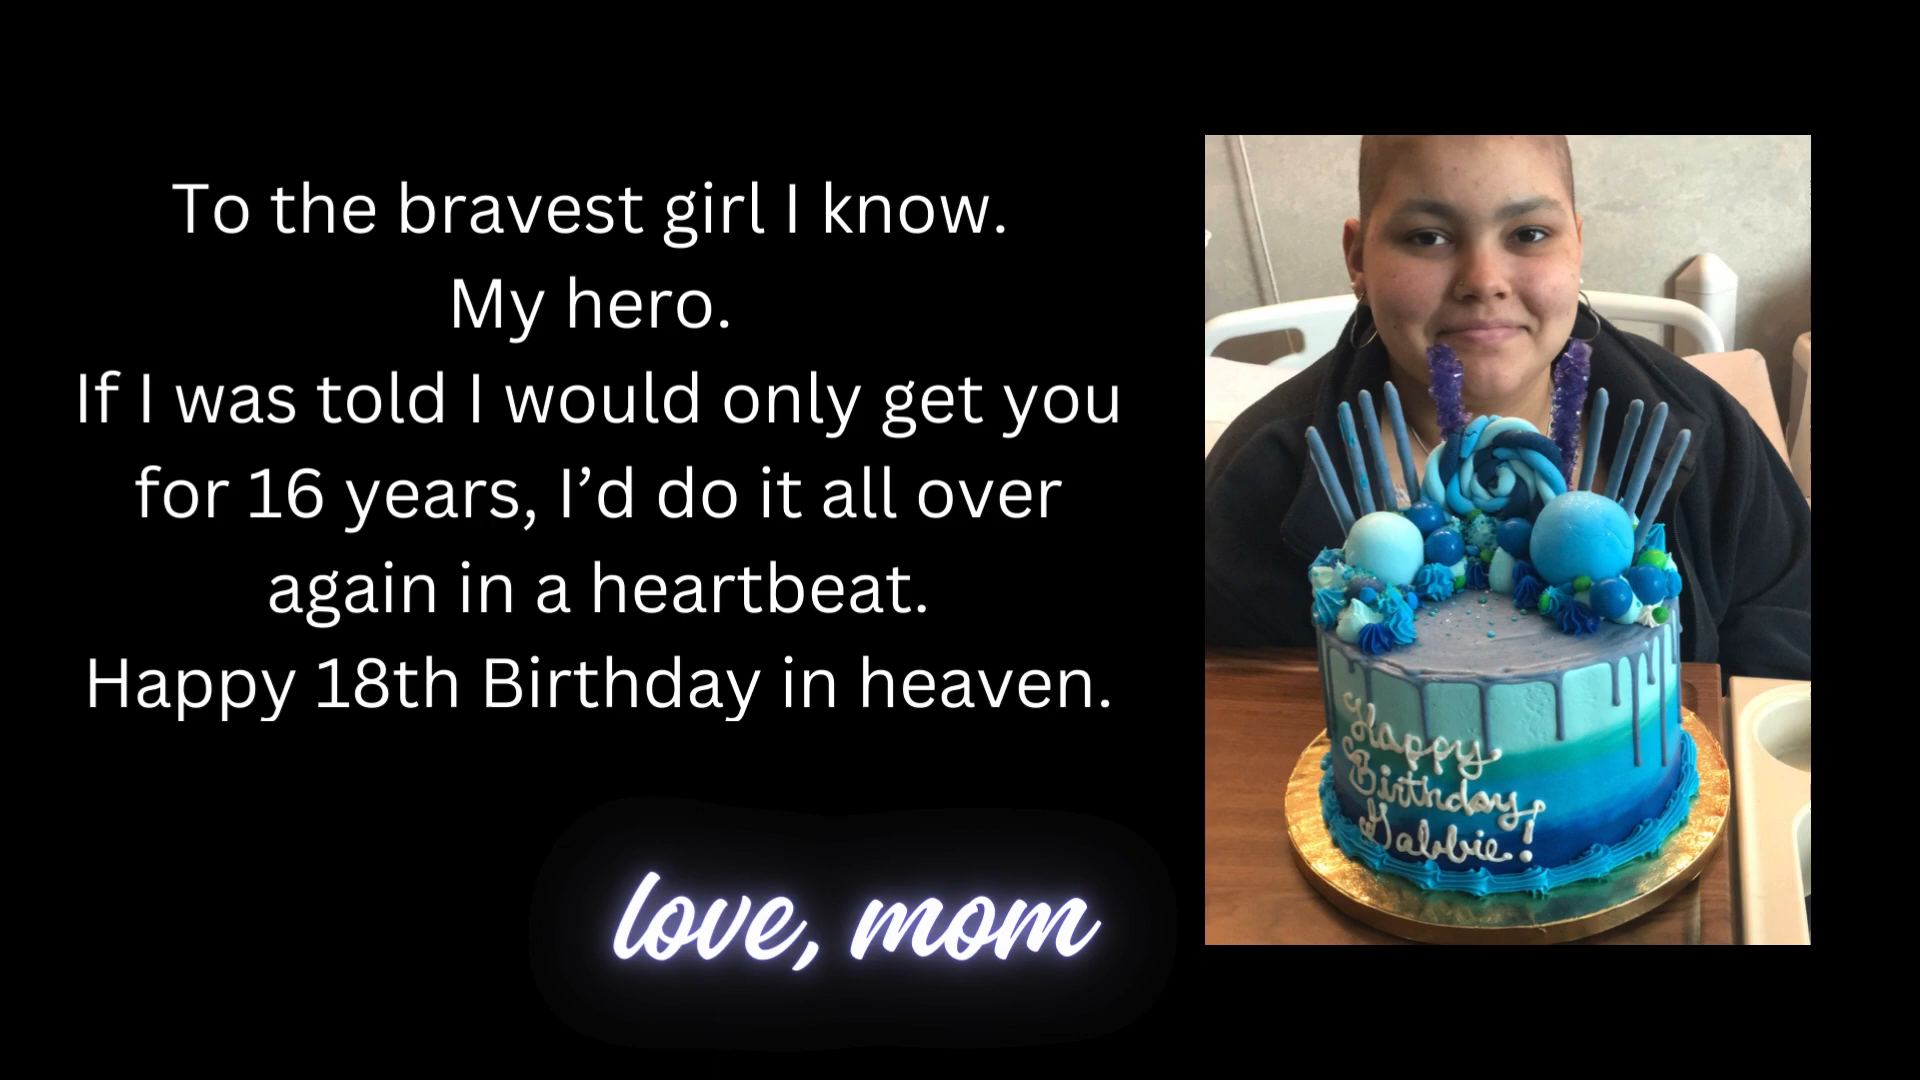 To the bravest girl I know.
My hero.
If I was told I would only get you
for 16 years, I’d do it all over
again in a heartbeat.
Happy 18th Birthday in heaven.
love, mom
Happy
Birthday,
Gabbie!